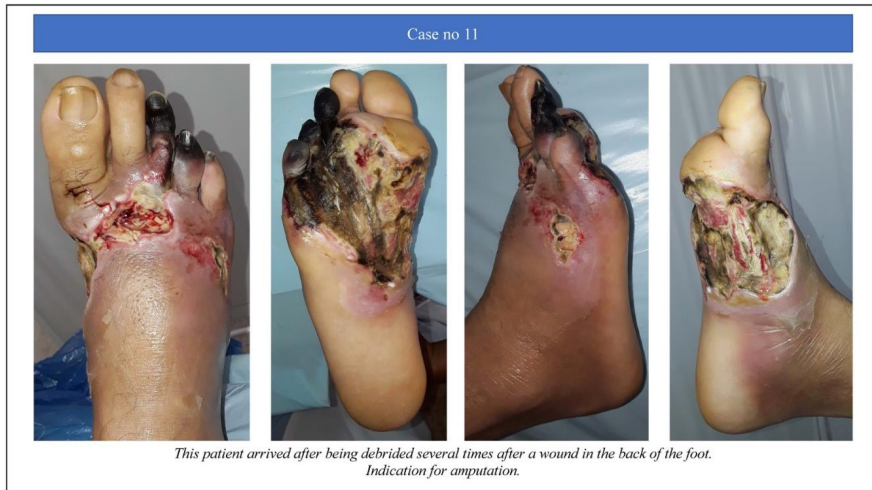 Case no 11
This patient arrived after being debrided several times after a wound in the back of the foot.
Indication for amputation.